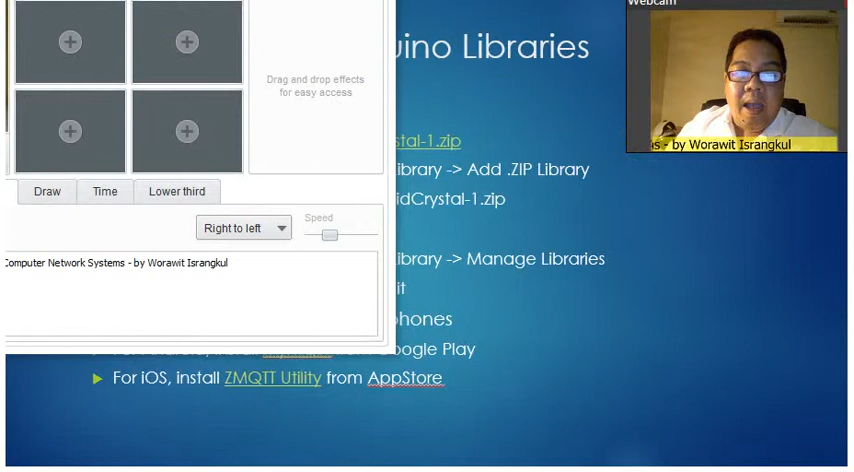 Webcam
uino Libraries
Drag and drop effects
for easy access
stal-1.zip
s - by Worawit Israngkul
ibrary -> Add .ZIP Library
Draw
Time
Lower third
idCrystal-1.zip
Right to left
Speed
Computer Network Systems - by Worawit Israngkul
ibrary -> Manage Libraries
it
phones
oogle Play
For iOS, install ZMQTT Utility from AppStore